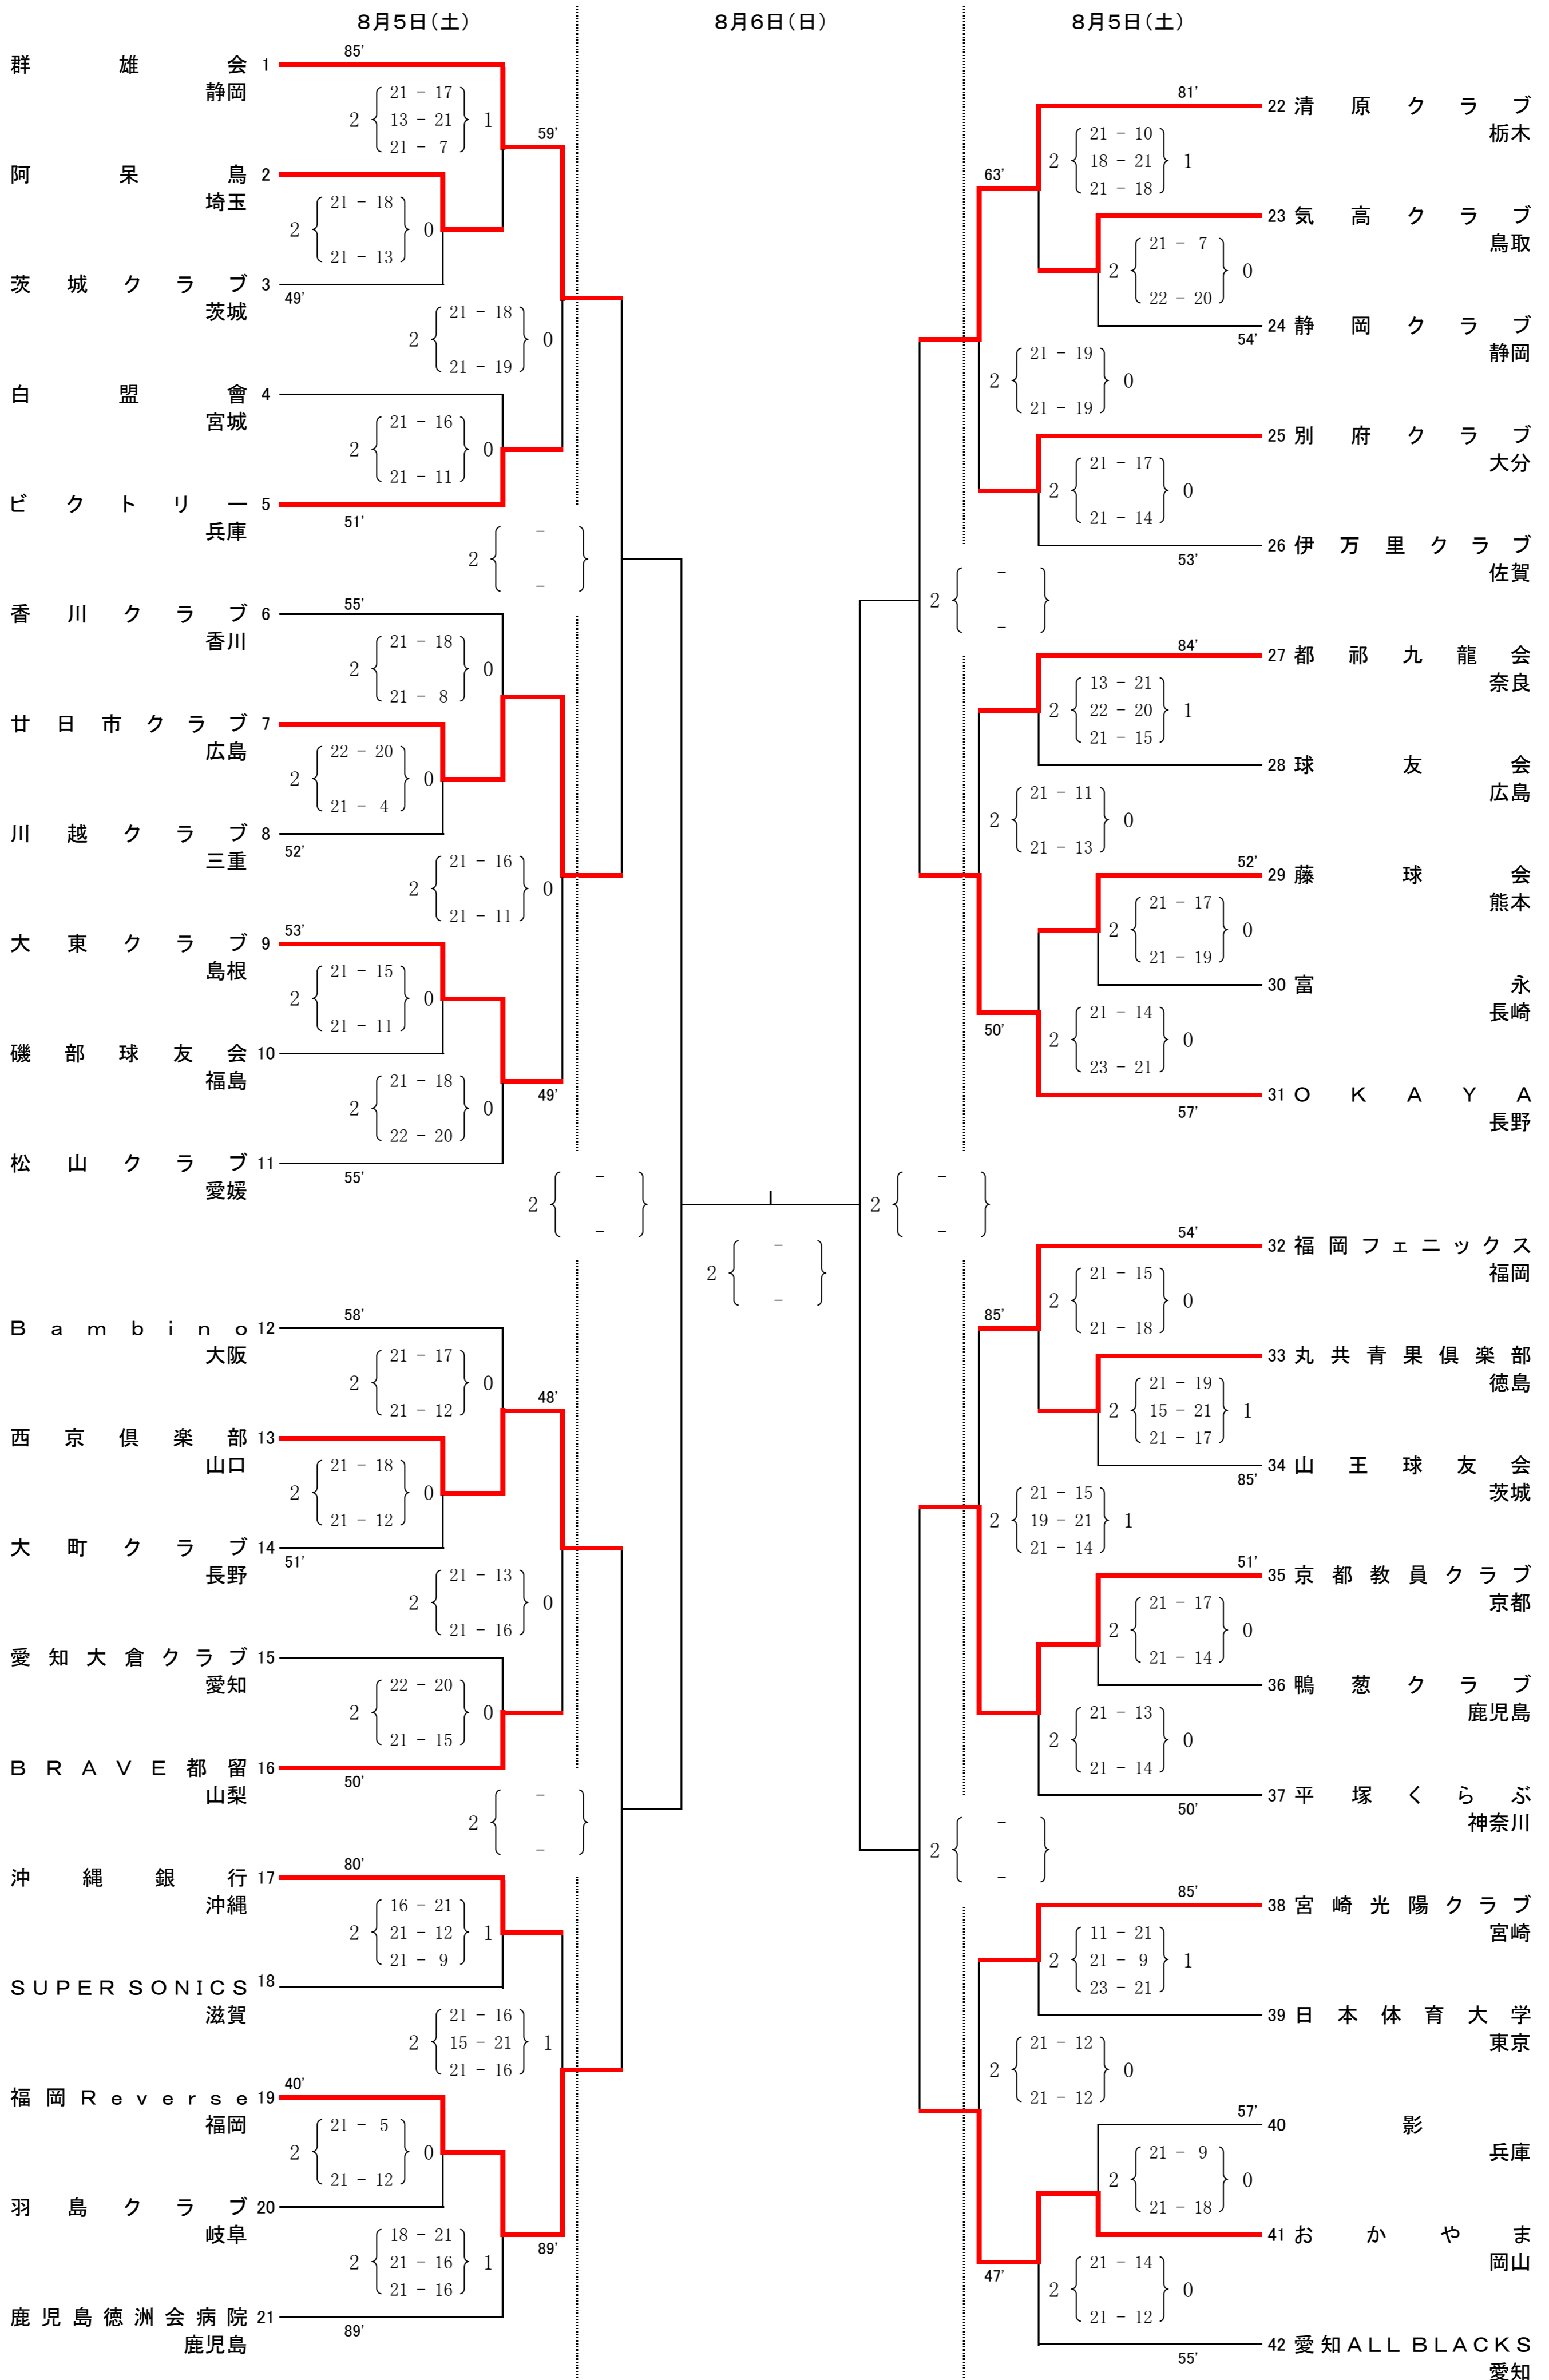 8月5日(土)
8月6日(日)
8月5日(土)
85'
群雄会 1
静岡
21 - 17
2 13 - 21 1
21 - 7
59'
阿呆鳥 2
埼玉
21 - 18
2 0
21 - 13
茨城クラブ 3
49'
茨城
21 - 18
2 0
21 - 19
白盟會 4
宮城
21 - 16
2 0
21 - 11
ビクトリー 5
51'
兵庫
-
2
-
55'
香川クラブ 6
香川
21 - 18
2 0
21 - 8
廿日市クラブ 7
広島
22 - 20
2 0
21 - 4
川越クラブ 8
52'
三重
21 - 16
2 0
21 - 11
53'
大東クラブ 9
島根
21 - 15
2 0
21 - 11
磯部球友会 10
福島
21 - 18
2 0
22 - 20
49'
松山クラブ 11
55'
愛媛
-
2
-
58'
Bambino 12
大阪
21 - 17
2 0
21 - 12
48'
西京倶楽部 13
山口
21 - 18
2 0
21 - 12
大町クラブ 14
51'
長野
21 - 13
2 0
21 - 16
愛知大倉クラブ 15
愛知
22 - 20
2 0
21 - 15
BRAVE都留 16
50'
山梨
-
2
-
80'
沖縄銀行 17
沖縄
16 - 21
2 21 - 12 1
21 - 9
SUPER SONICS 18
滋賀
21 - 16
2 15 - 21 1
21 - 16
40'
福岡Reverse 19
福岡
21 - 5
2 0
21 - 12
羽島クラブ 20
岐阜
18 - 21
2 21 - 16 1
21 - 16
89'
鹿児島徳洲会病院 21
89'
鹿児島
-
2
-
81'
22 清原クラブ
栃木
21 - 10
2 18 - 21 1
21 - 18
63'
23 気高クラブ
鳥取
21 - 7
2 0
22 - 20
24 静岡クラブ
54'
静岡
21 - 19
2 0
21 - 19
25 別府クラブ
大分
21 - 17
2 0
21 - 14
26 伊万里クラブ
53'
佐賀
-
2
-
84'
27 都祁九龍会
奈良
13 - 21
2 22 - 20 1
21 - 15
28 球友会
広島
21 - 11
2 0
21 - 13
52'
29 藤球会
熊本
21 - 17
2 0
21 - 19
30 富永
長崎
21 - 14
2 0
23 - 21
50'
31 OKAYA
57'
長野
-
2
-
54'
32 福岡フェニックス
福岡
21 - 15
2 0
21 - 18
85'
33 丸共青果倶楽部
徳島
21 - 19
2 15 - 21 1
21 - 17
34 山王球友会
85'
茨城
21 - 15
2 19 - 21 1
21 - 14
51'
35 京都教員クラブ
京都
21 - 17
2 0
21 - 14
36 鴨葱クラブ
鹿児島
21 - 13
2 0
21 - 14
37 平塚くらぶ
50'
神奈川
-
2
-
85'
38 宮崎光陽クラブ
宮崎
11 - 21
2 21 - 9 1
23 - 21
39 日本体育大学
東京
21 - 12
2 0
21 - 12
57'
40 影
兵庫
21 - 9
2 0
21 - 18
41 おかやま
岡山
21 - 14
2 0
21 - 12
47'
42 愛知ALL BLACKS
55'
愛知